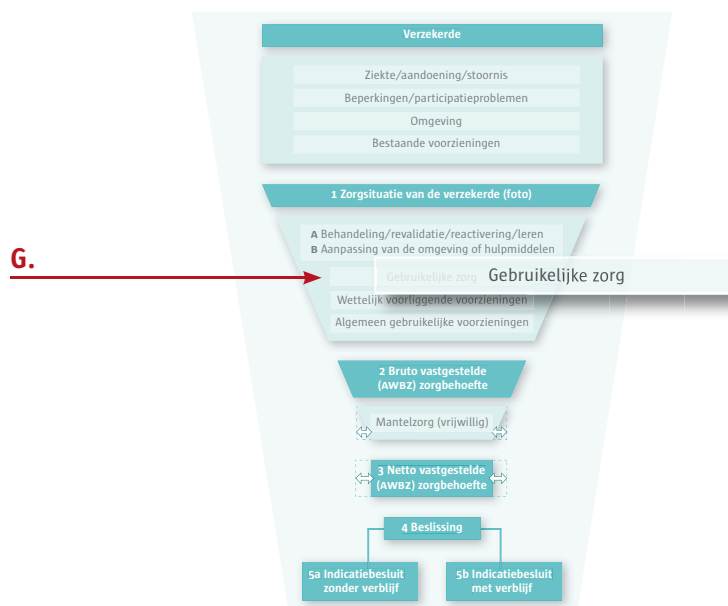 Verzekerde
Ziekte/aandoening/stoornis
Beperkingen/participatieproblemen
Omgeving
Bestaande voorzieningen
1 Zorgsituatie van de verzekerde (foto)
A Behandeling/revalidatie/reactivering/leren
B Aanpassing van de omgeving of hulpmiddelen
G.
Gebruikelijke zorg
Gebruikelijke zorg
Wettelijk voorliggende voorzieningen
Algemeen gebruikelijke voorzieningen
2 Bruto vastgestelde
(AWBZ) zorgbehoefte
Mantelzorg (vrijwillig)
3 Netto vastgestelde
(AWBZ) zorgbehoefte
4 Beslissing
5a Indicatiebesluit
zonder verblijf
5b Indicatiebesluit
met verblijf